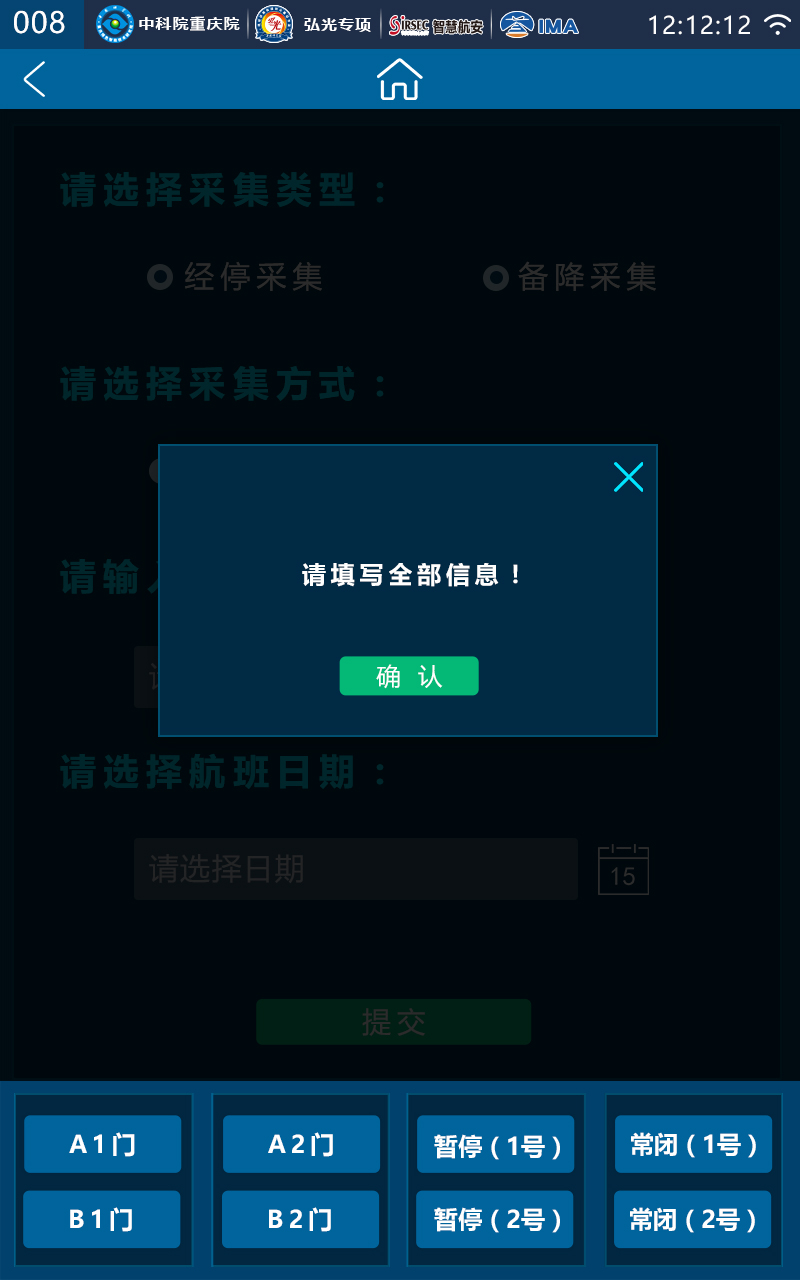 008 中科院重庆院 弘光专项 SIRSEC 智慧航安 IMA 12:12:12
请选择采集类型：
经停采集 备降采集
请选择采集方式：
请输
请填写全部信息！
确认
请选择航班日期：
请选择日期 15
提交
A1门 A2门 暂停（1号） 常闭（1号）
B1门 B2门 暂停（2号） 常闭（2号）